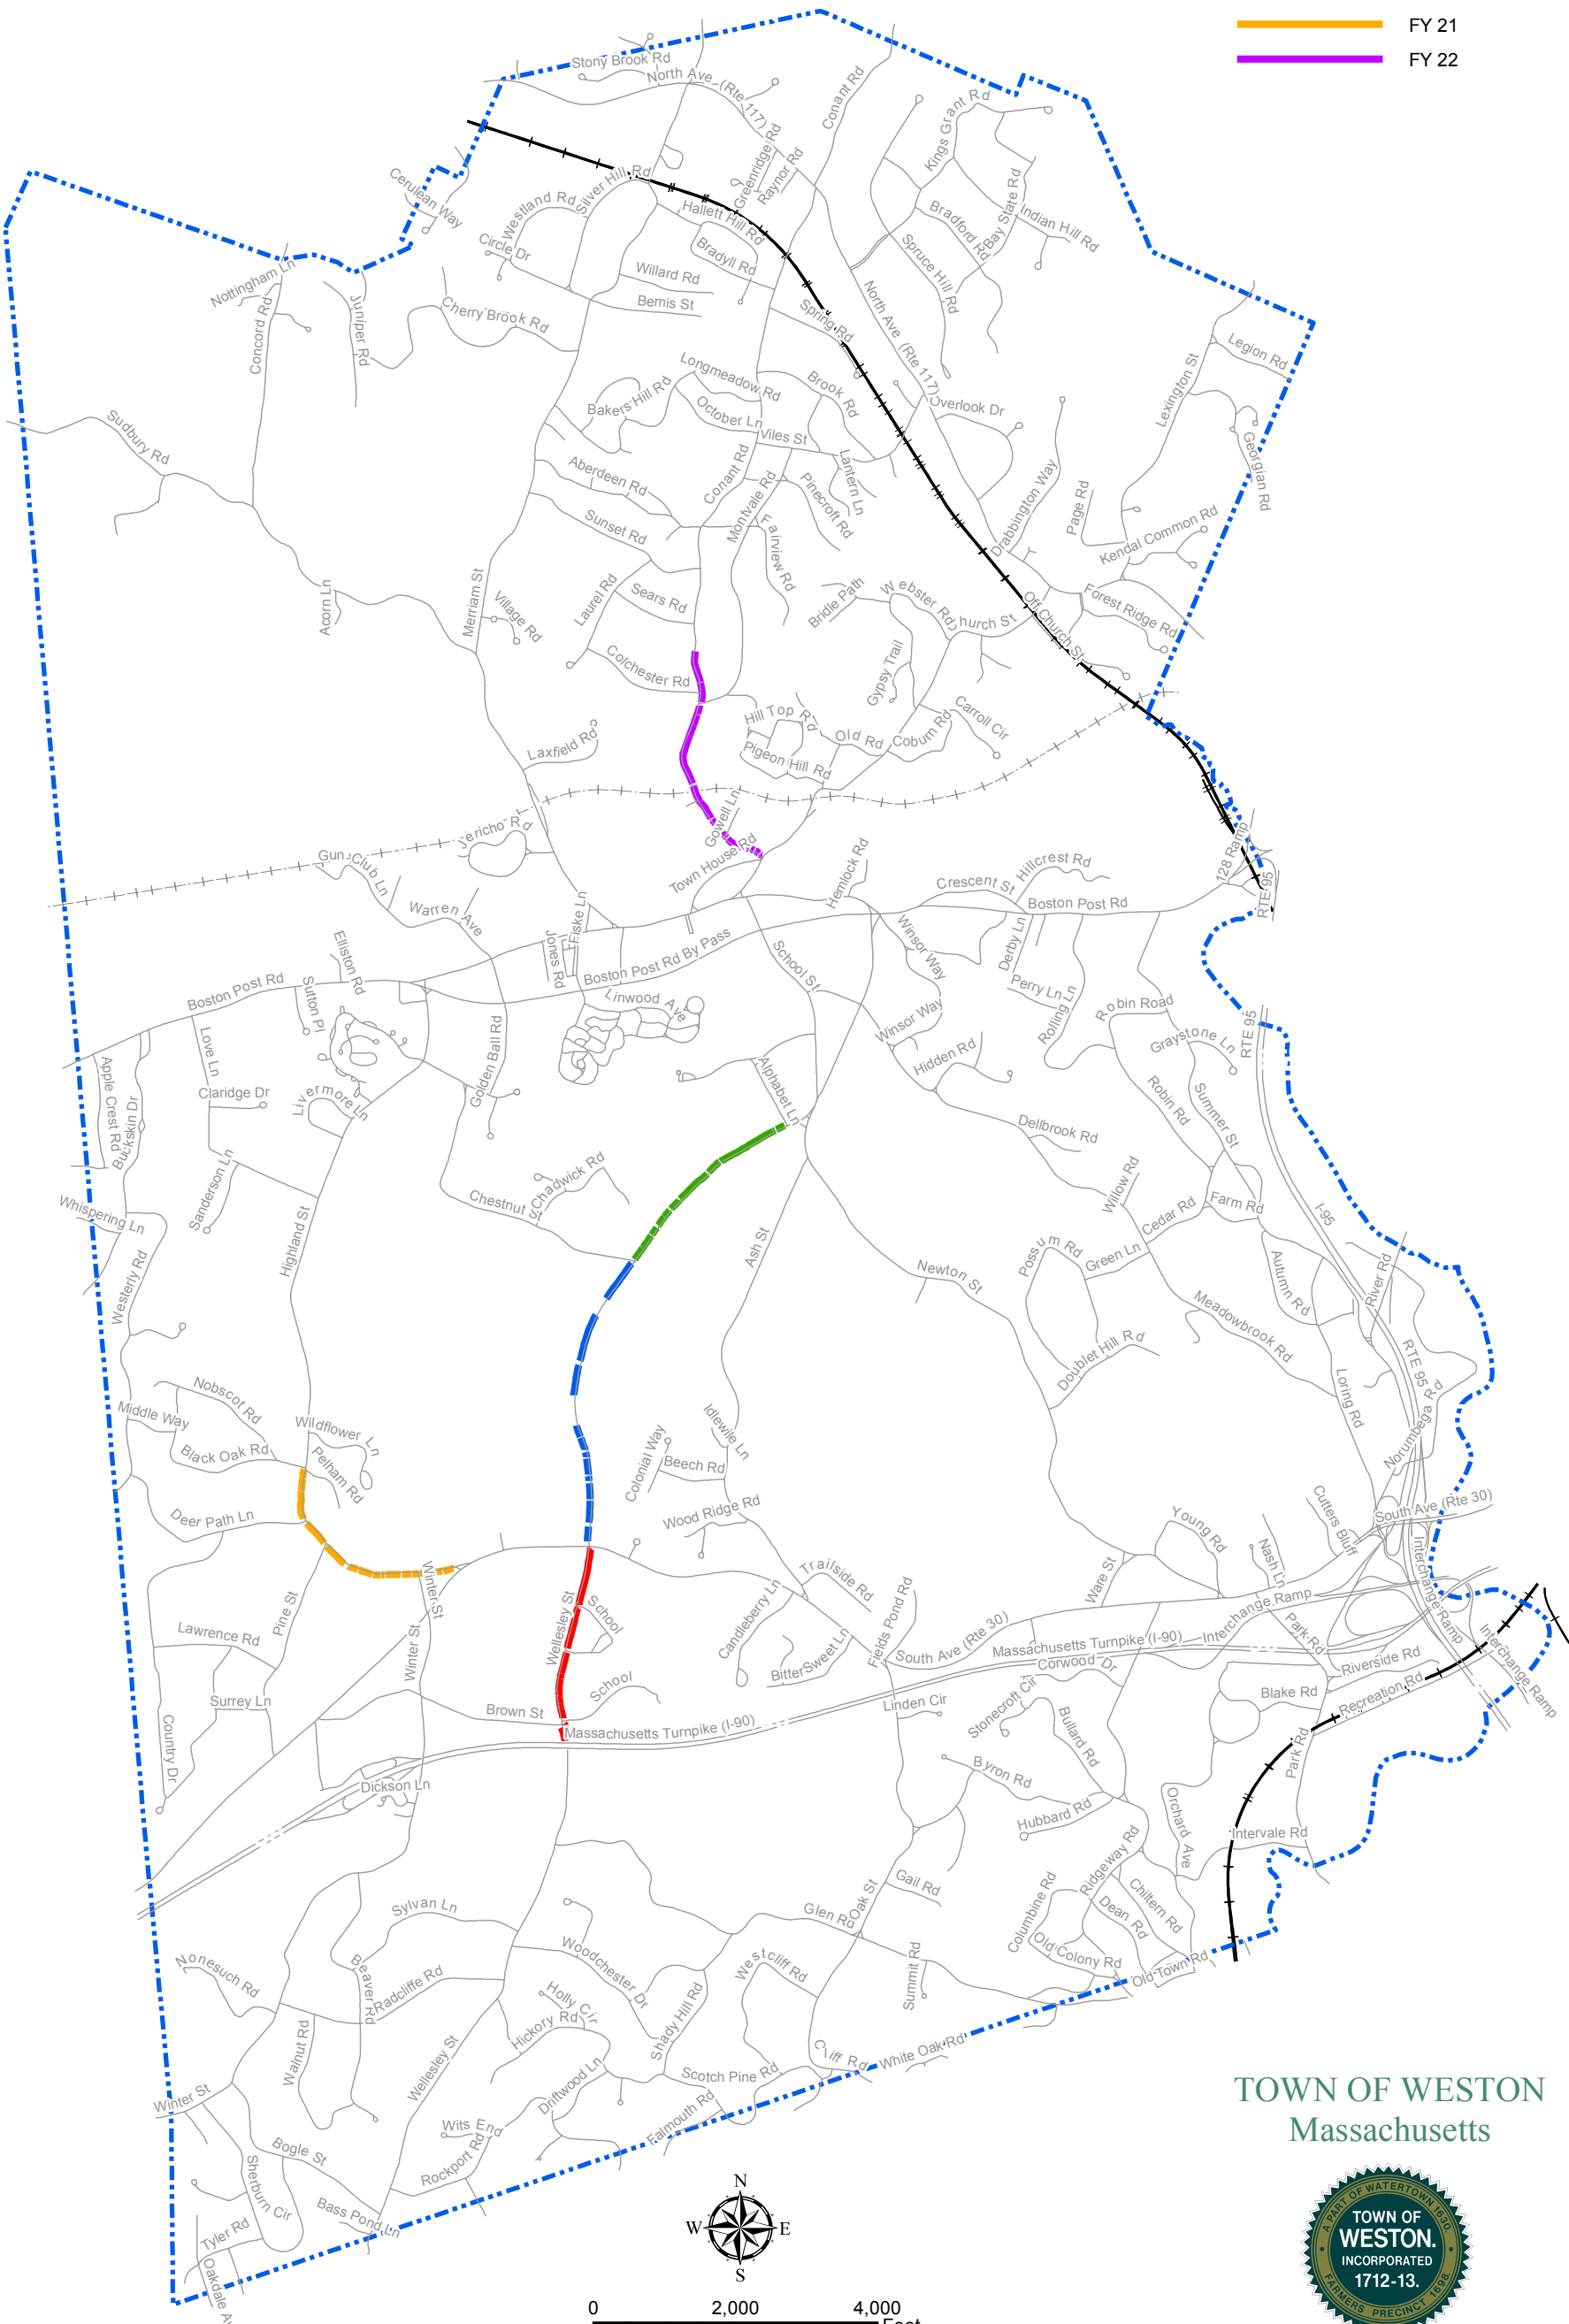 FY 21
FY 22
Stony Brook Rd
North Ave (Rte 117)
Conant Rd
Kings Grant Rd
Greenridge Rd
Raynor Rd
Cerulean Way
Silver Hill Rd
Westland Rd
Hallett Hill Rd
Bradford Rd
Bay State Rd
Indian Hill Rd
Circle Dr
Bradyll Rd
Spruce Hill Rd
Willard Rd
Nottingham Ln
Bemis St
Concord Rd
Juniper Rd
Cherry Brook Rd
Spring Rd
North Ave (Rte 117)
Legion Rd
Lexington St
Longmeadow Rd
Brook Rd
Bakers Hill Rd
October Ln
Overlook Dr
Viles St
Georgian Rd
Sudbury Rd
Conant Rd
Lantern Ln
Aberdeen Rd
Montvale Rd
Pinecroft Rd
Drabbington Way
Page Rd
Sunset Rd
Fairview Rd
Kendal Common Rd
Acorn Ln
Merriam St
Village Rd
Laurel Rd
Sears Rd
Bridle Path
Webster Rd
Church St
Off Church St
Forest Ridge Rd
Colchester Rd
Gypsy Trail
Laxfield Rd
Hill Top Rd
Pigeon Hill Rd
Old Rd
Coburn Rd
Carroll Cir
Gowell Ln
Town House Rd
Jericho Rd
Gun Club Ln
Warren Ave
Fiske Ln
Hemlock Rd
Crescent St
Hillcrest Rd
Boston Post Rd
128 Ramp
RTE 95
Elliston Rd
Jones Rd
Boston Post Rd By Pass
School St
Winsor Way
Derby Ln
Boston Post Rd
Sutton Pl
Linwood Ave
Perry Ln
Rolling Ln
Robin Road
Love Ln
Golden Ball Rd
Winsor Way
Hidden Rd
Graystone Ln
RTE 95
Apple Crest Rd
Buckskin Dr
Claridge Dr
Livermore Ln
Alphabet Ln
Dellbrook Rd
Robin Rd
Summer St
Sanderson Ln
Chadwick Rd
Chestnut St
Whispering Ln
Westerly Rd
Highland St
Ash St
Willow Rd
Cedar Rd
Farm Rd
I-95
Possum Rd
Green Ln
Newton St
Autumn Rd
River Rd
Meadowbrook Rd
Doublet Hill Rd
RTE 95
Loring Rd
Norumbega Rd
Nobscot Rd
Middle Way
Black Oak Rd
Wildflower Ln
Pelham Rd
Idlewile Ln
Colonial Way
Beech Rd
Deer Path Ln
Wood Ridge Rd
Young Rd
Cutters Bluff
South Ave (Rte 30)
Nash Ln
Interchange Ramp
Winter St
Pine St
Trailside Rd
Ware St
Wellesley St
School
Candleberry Ln
Fields Pond Rd
Lawrence Rd
Winter St
BitterSweet Ln
South Ave (Rte 30)
Interchange Ramp
Park Rd
Massachusetts Turnpike (I-90)
Corwood Dr
Riverside Rd
Interchange Ramp
School
Surrey Ln
Brown St
Linden Cir
Stonecroft Cir
Blake Rd
Recreation Rd
Massachusetts Turnpike (I-90)
Bullard Rd
Park Rd
Country Dr
Dickson Ln
Byron Rd
Hubbard Rd
Orchard Ave
Intervale Rd
Ridgeway Rd
Sylvan Ln
Gail Rd
Glen Rd
Oak St
Columbine Rd
Chiltern Rd
Dean Rd
Old Colony Rd
Old Town Rd
Nonesuch Rd
Beaver Rd
Radcliffe Rd
Woodchester Dr
Westcliff Rd
Summit Rd
Holly Cir
Hickory Rd
Shady Hill Rd
Walnut Rd
Wellesley St
Driftwood Ln
Cliff Rd
White Oak Rd
Scotch Pine Rd
Winter St
Falmouth Rd
Wits End
Rockport Rd
Bogle St
Sherburn Cir
Bass Pond Ln
Tyler Rd
TOWN OF WESTON
Massachusetts
N
W E
S
A PART OF WATERTOWN 1630.
TOWN OF
WESTON.
INCORPORATED
1712-13.
FARMERS PRECINCT 1698.
0 2,000 4,000